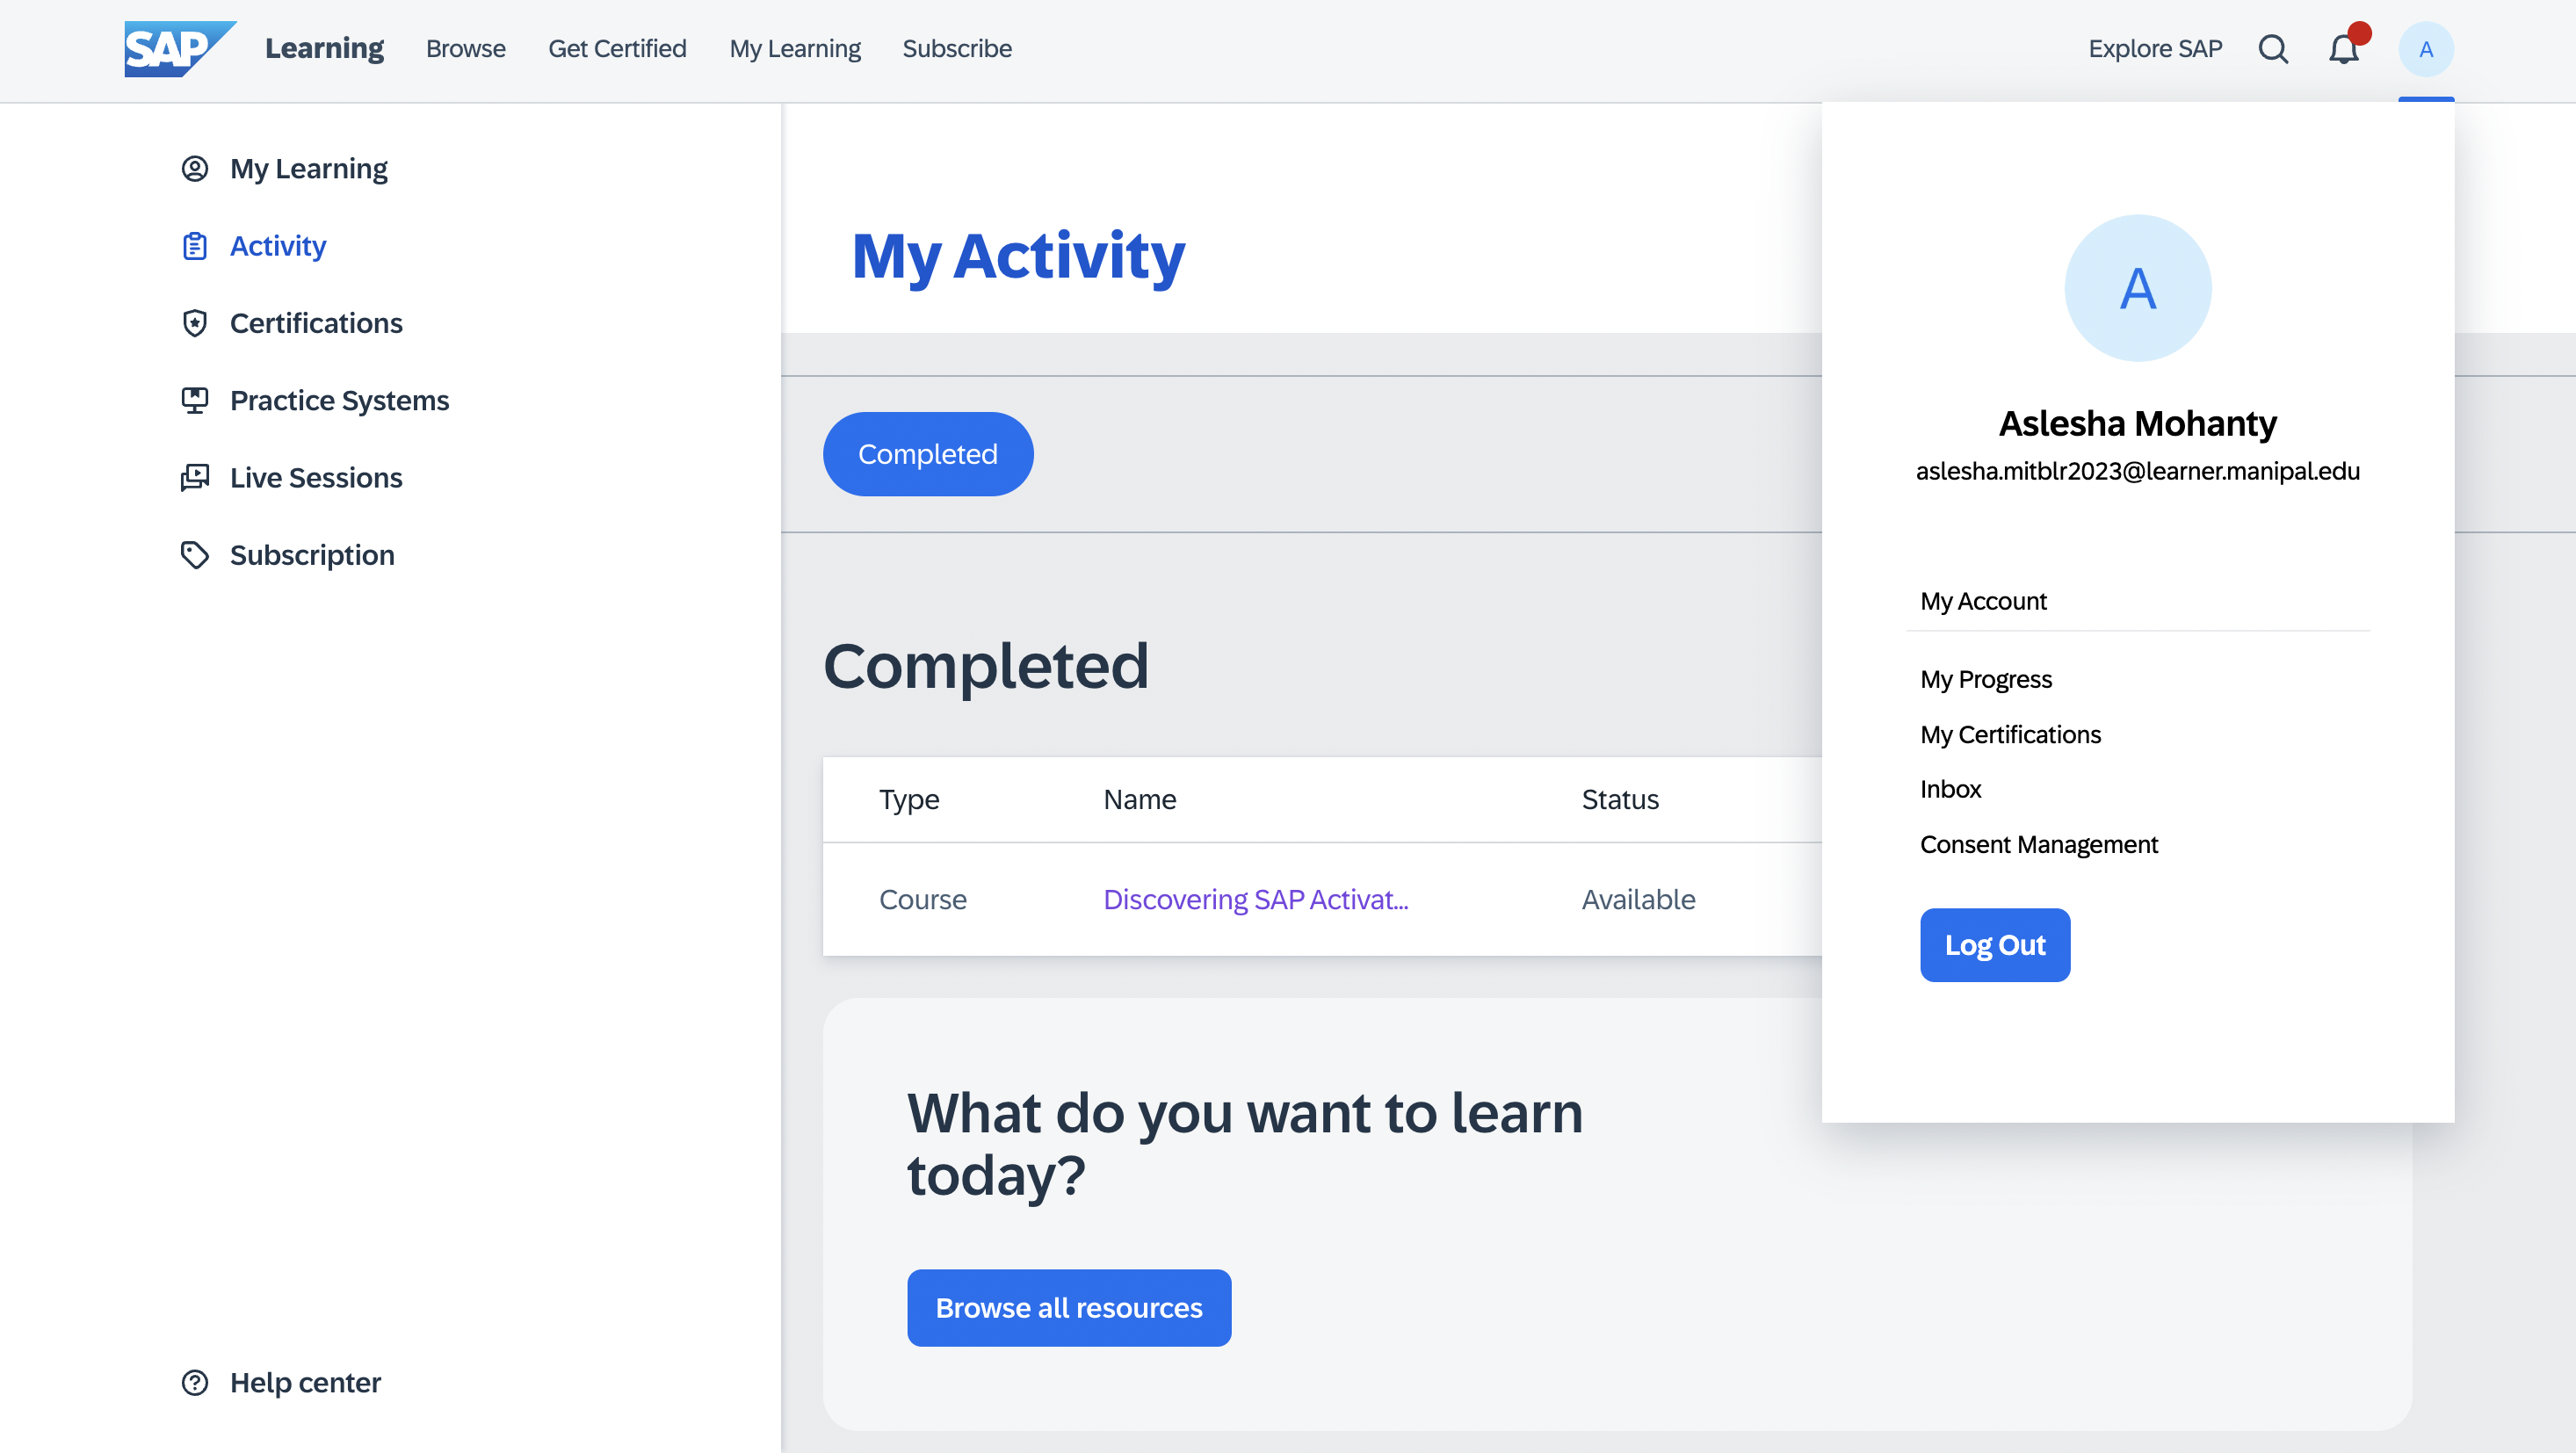 SAP Learning Browse Get Certified My Learning Subscribe Explore SAP A
My Learning
Activity
Certifications
Practice Systems
Live Sessions
Subscription
Help center
My Activity
Completed
Completed
Type Name Status
Course Discovering SAP Activat... Available
What do you want to learn
today?
Browse all resources
A
Aslesha Mohanty
aslesha.mitblr2023@learner.manipal.edu
My Account
My Progress
My Certifications
Inbox
Consent Management
Log Out